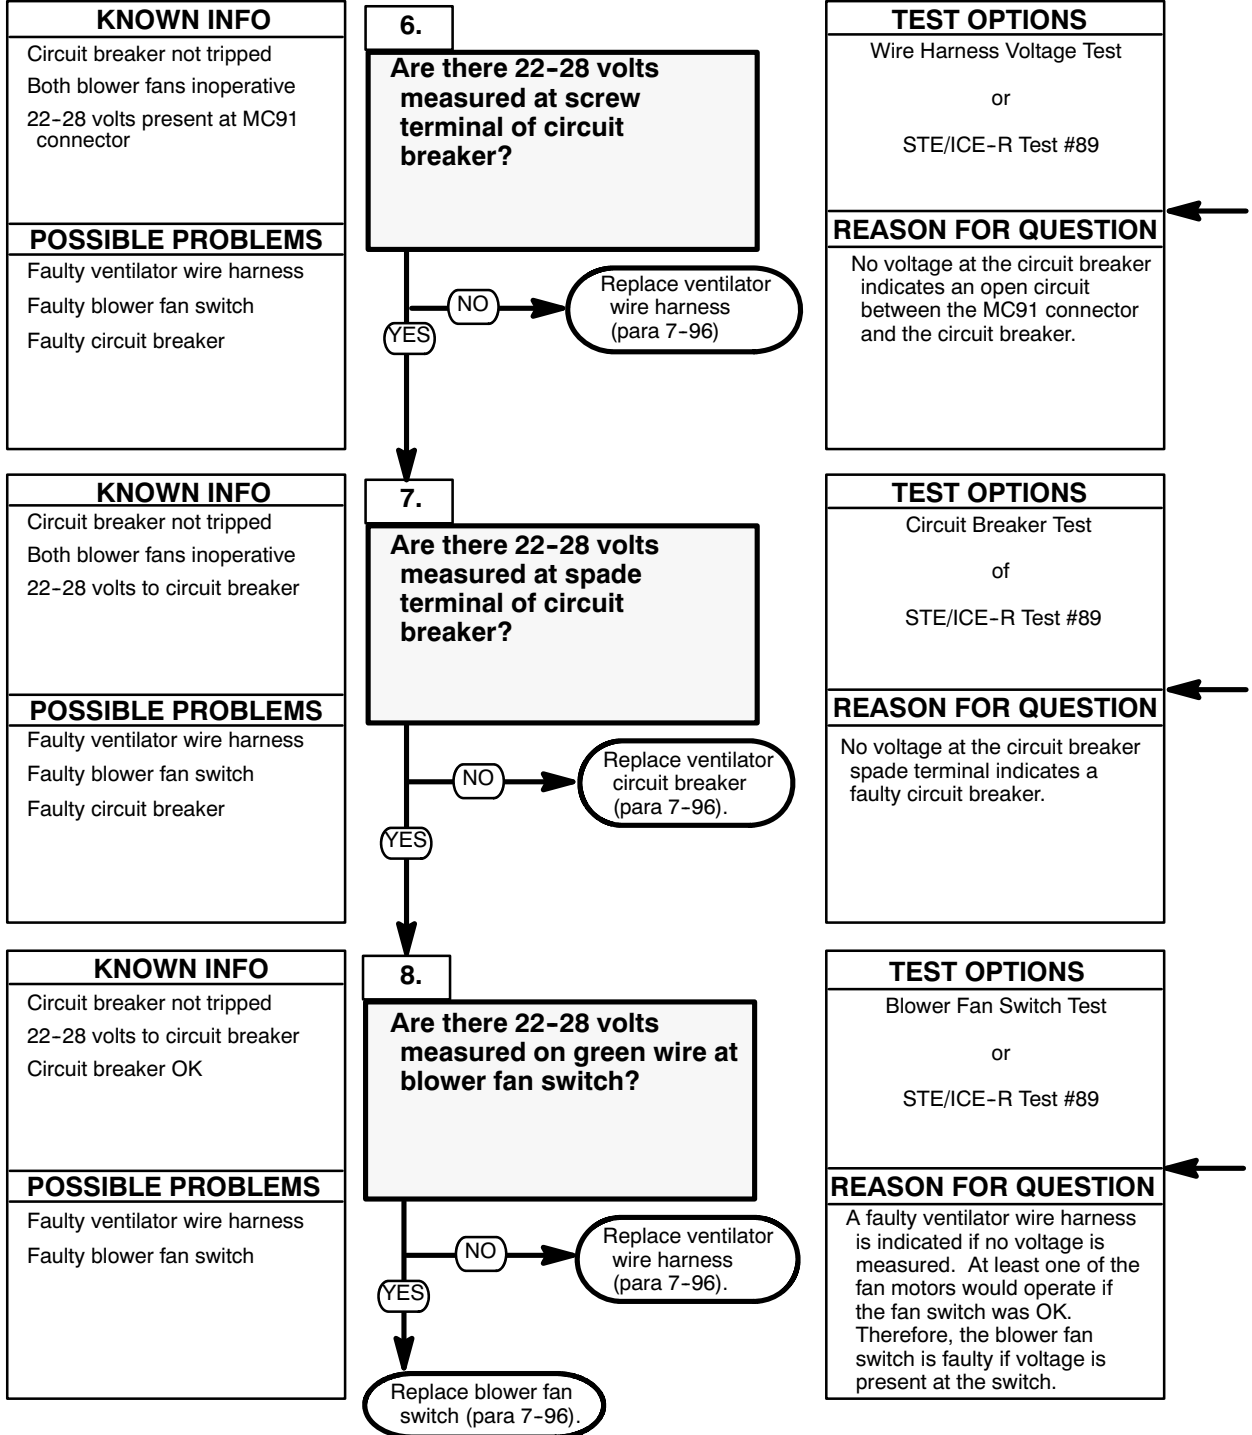 KNOWN INFO
Circuit breaker not tripped
Both blower fans inoperative
22-28 volts present at MC91
connector
POSSIBLE PROBLEMS
Faulty ventilator wire harness
Faulty blower fan switch
Faulty circuit breaker
6.
Are there 22-28 volts
measured at screw
terminal of circuit
breaker?
NO
Replace ventilator
wire harness
(para 7-96)
YES
TEST OPTIONS
Wire Harness Voltage Test
or
STE/ICE-R Test #89
REASON FOR QUESTION
No voltage at the circuit breaker
indicates an open circuit
between the MC91 connector
and the circuit breaker.
KNOWN INFO
Circuit breaker not tripped
Both blower fans inoperative
22-28 volts to circuit breaker
POSSIBLE PROBLEMS
Faulty ventilator wire harness
Faulty blower fan switch
Faulty circuit breaker
7.
Are there 22-28 volts
measured at spade
terminal of circuit
breaker?
NO
Replace ventilator
circuit breaker
(para 7-96).
YES
TEST OPTIONS
Circuit Breaker Test
of
STE/ICE-R Test #89
REASON FOR QUESTION
No voltage at the circuit breaker
spade terminal indicates a
faulty circuit breaker.
KNOWN INFO
Circuit breaker not tripped
22-28 volts to circuit breaker
Circuit breaker OK
POSSIBLE PROBLEMS
Faulty ventilator wire harness
Faulty blower fan switch
8.
Are there 22-28 volts
measured on green wire at
blower fan switch?
NO
Replace ventilator
wire harness
(para 7-96).
YES
Replace blower fan
switch (para 7-96).
TEST OPTIONS
Blower Fan Switch Test
or
STE/ICE-R Test #89
REASON FOR QUESTION
A faulty ventilator wire harness
is indicated if no voltage is
measured. At least one of the
fan motors would operate if
the fan switch was OK.
Therefore, the blower fan
switch is faulty if voltage is
present at the switch.